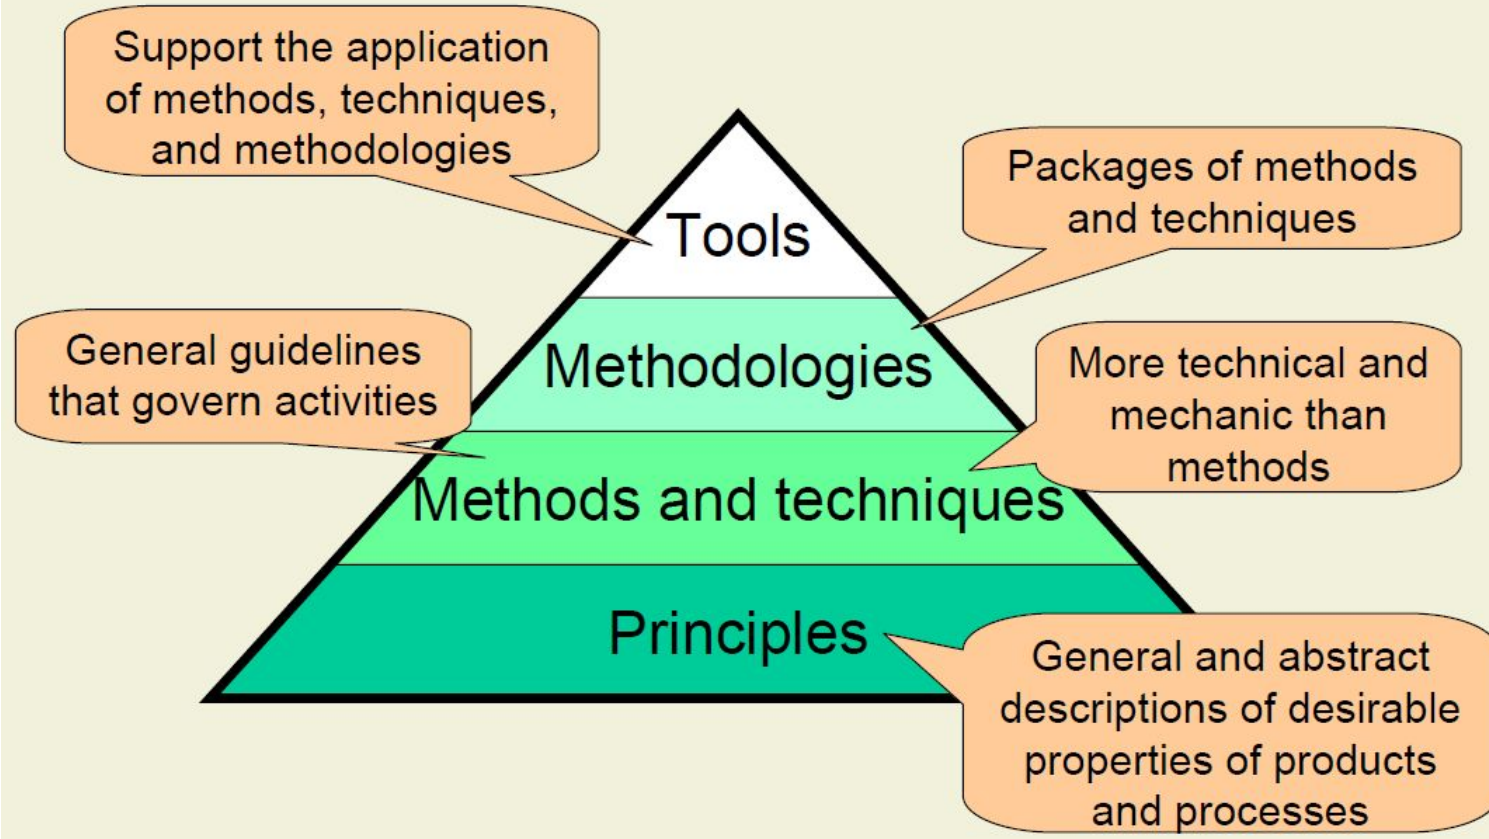 Support the application
of methods, techniques,
and methodologies
Tools
Packages of methods
and techniques
General guidelines
that govern activities
Methodologies
More technical and
mechanic than
methods
Methods and techniques
Principles
General and abstract
descriptions of desirable
properties of products
and processes